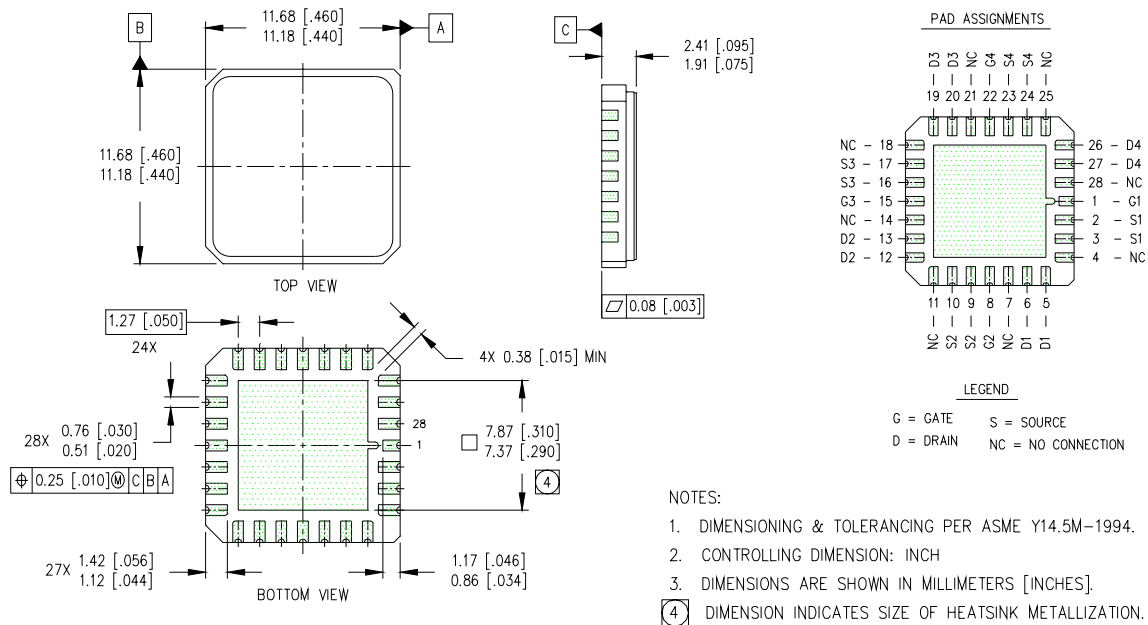 11.68 [.460]
11.18 [.440]
B
A
11.68 [.460]
11.18 [.440]
TOP VIEW
C
2.41 [.095]
1.91 [.075]
⏥ 0.08 [.003]
1.27 [.050]
24X
4X 0.38 [.015] MIN
28X 0.76 [.030]
0.51 [.020]
⌖ 0.25 [.010] Ⓜ C B A
28
1
7.87 [.310]
7.37 [.290]
4
27X 1.42 [.056]
1.12 [.044]
1.17 [.046]
0.86 [.034]
BOTTOM VIEW
PAD ASSIGNMENTS
D3 D3 NC G4 S4 S4 NC
19 20 21 22 23 24 25
NC - 18
S3 - 17
S3 - 16
G3 - 15
NC - 14
D2 - 13
D2 - 12
26 - D4
27 - D4
28 - NC
1 - G1
2 - S1
3 - S1
4 - NC
11 10 9 8 7 6 5
NC S2 S2 G2 NC D1 D1
LEGEND
G = GATE S = SOURCE
D = DRAIN NC = NO CONNECTION
NOTES:
1. DIMENSIONING & TOLERANCING PER ASME Y14.5M-1994.
2. CONTROLLING DIMENSION: INCH
3. DIMENSIONS ARE SHOWN IN MILLIMETERS [INCHES].
4 DIMENSION INDICATES SIZE OF HEATSINK METALLIZATION.